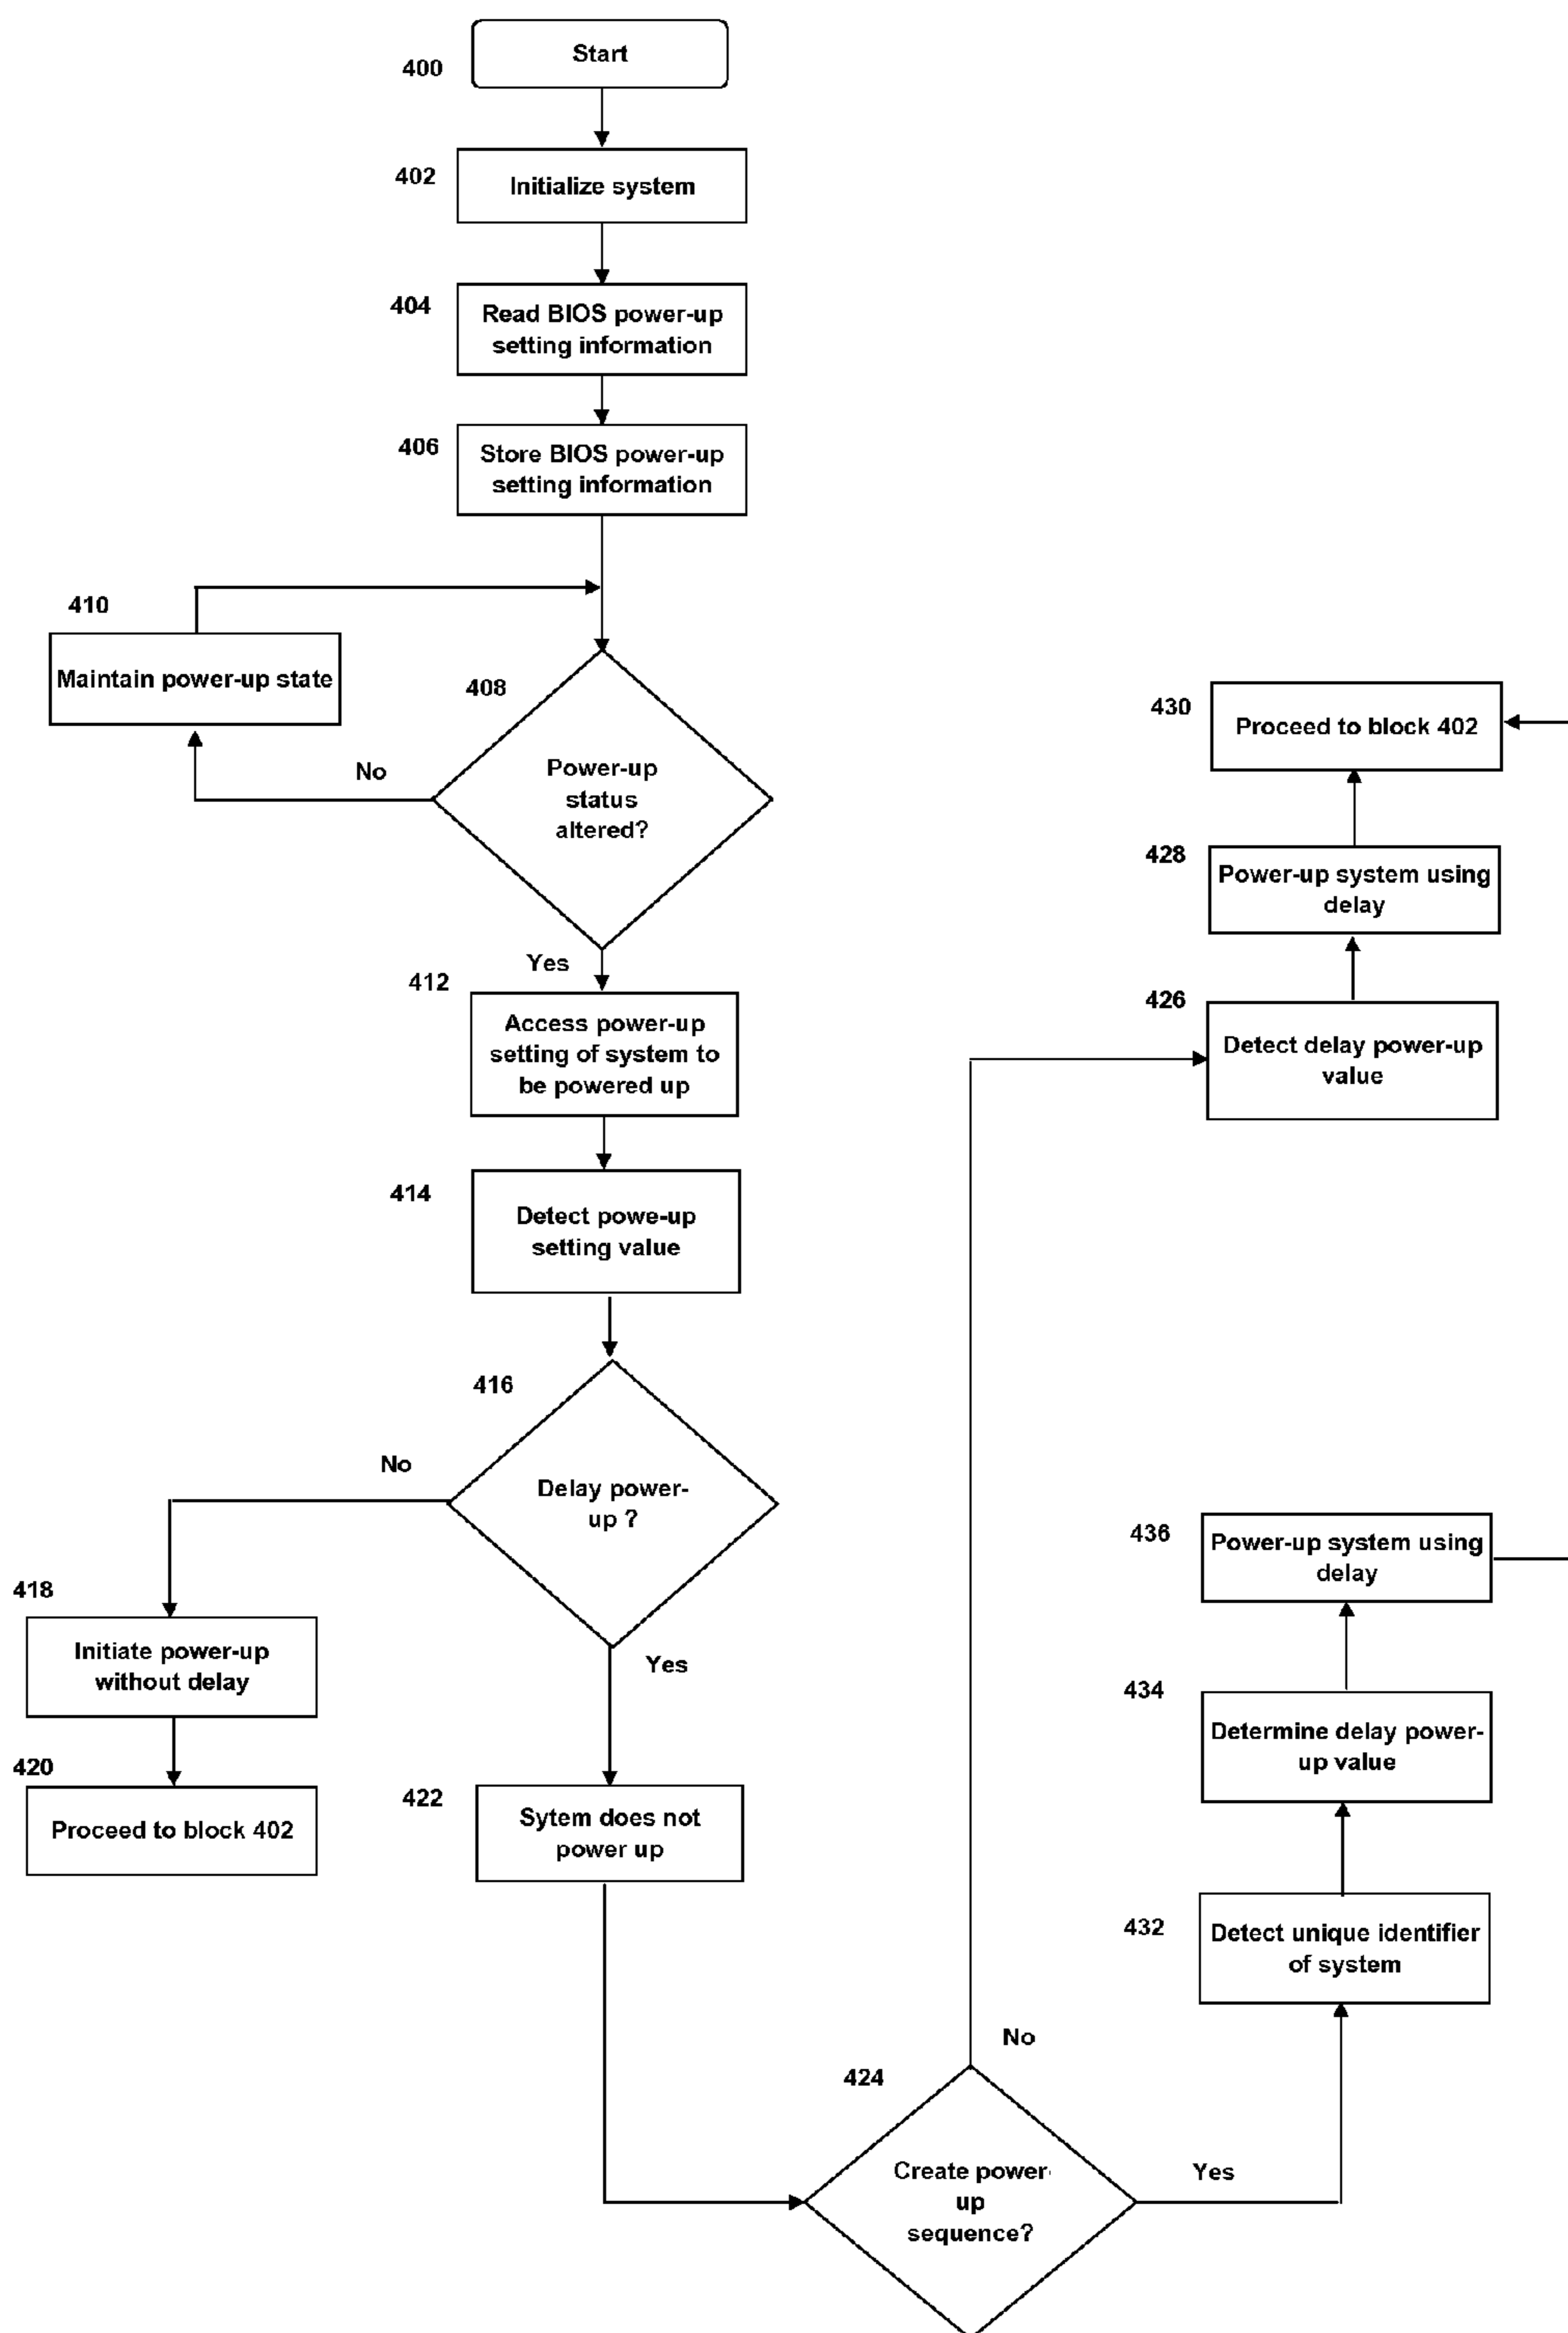 400
Start
402
Initialize system
404
Read BIOS power-up
setting information
406
Store BIOS power-up
setting information
410
Maintain power-up state
408
Power-up
status
altered?
No
Yes
412
Access power-up
setting of system to
be powered up
414
Detect powe-up
setting value
416
Delay power-
up ?
No
Yes
418
Initiate power-up
without delay
420
Proceed to block 402
422
Sytem does not
power up
424
Create power-
up
sequence?
No
Yes
430
Proceed to block 402
428
Power-up system using
delay
426
Detect delay power-up
value
436
Power-up system using
delay
434
Determine delay power-
up value
432
Detect unique identifier
of system